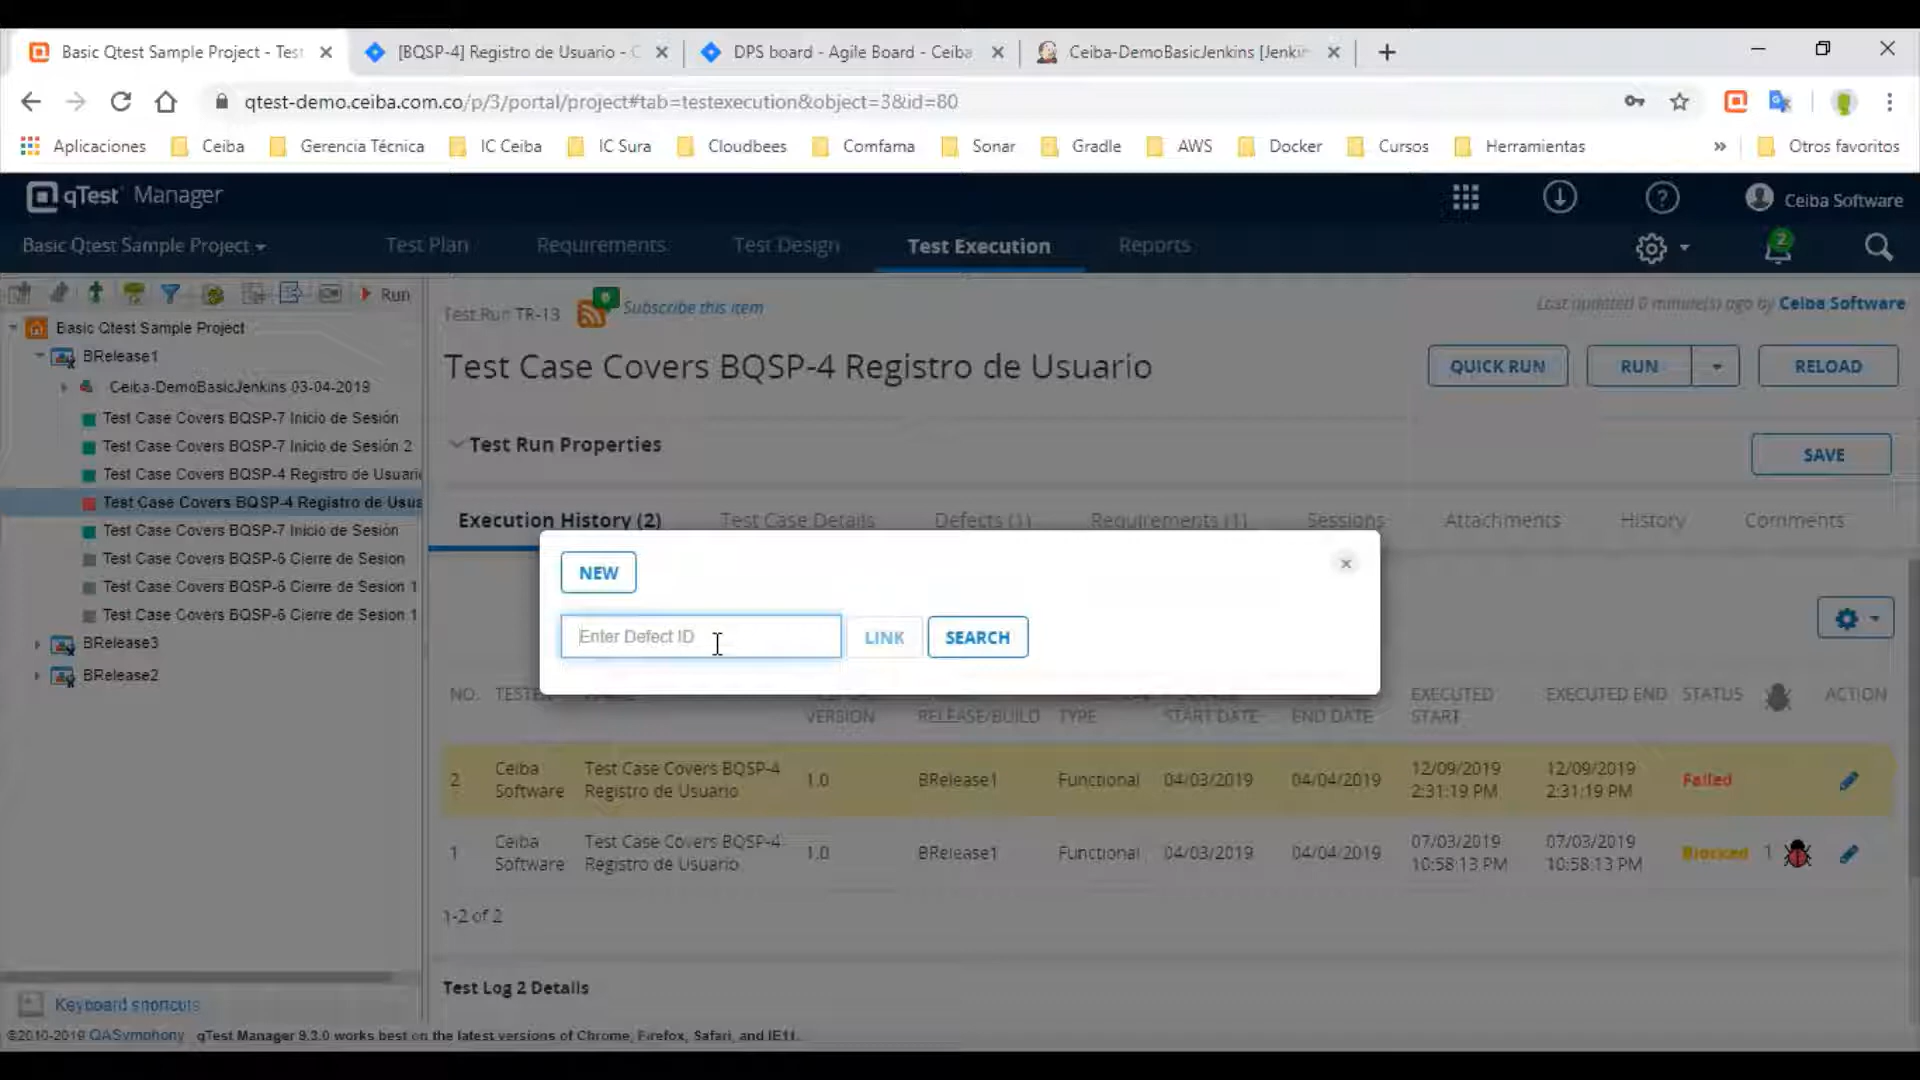 Basic Qtest Sample Project - Test
[BQSP-4] Registro de Usuario - C
DPS board - Agile Board - Ceiba
Ceiba-DemoBasicJenkins [Jenkin
qtest-demo.ceiba.com.co/p/3/portal/project#tab=testexecution&object=3&id=80
Aplicaciones Ceiba Gerencia Técnica IC Ceiba IC Sura Cloudbees Comfama Sonar Gradle AWS Docker Cursos Herramientas » Otros favoritos
qTest Manager
Ceiba Software
Basic Qtest Sample Project Test Plan Requirements Test Design Test Execution Reports
2
Run
Basic Qtest Sample Project
BRelease1
Ceiba-DemoBasicJenkins 03-04-2019
Test Case Covers BQSP-7 Inicio de Sesión
Test Case Covers BQSP-7 Inicio de Sesión 2
Test Case Covers BQSP-4 Registro de Usuari
Test Case Covers BQSP-4 Registro de Usua
Test Case Covers BQSP-7 Inicio de Sesión
Test Case Covers BQSP-6 Cierre de Sesion
Test Case Covers BQSP-6 Cierre de Sesion 1
Test Case Covers BQSP-6 Cierre de Sesion 1
BRelease3
BRelease2
Keyboard shortcuts
Test Run TR-13
0
Subscribe this item
Last updated 0 minute(s) ago by Ceiba Software
Test Case Covers BQSP-4 Registro de Usuario
QUICK RUN RUN RELOAD
Test Run Properties
SAVE
Execution History (2) Test Case Details Defects (1) Requirements (1) Sessions Attachments History Comments
NEW
Enter Defect ID LINK SEARCH
NO. VERSION RELEASE/BUILD TYPE START DATE END DATE EXECUTED START EXECUTED END STATUS ACTION
2 Ceiba Software Test Case Covers BQSP-4 Registro de Usuario 1.0 BRelease1 Functional 04/03/2019 04/04/2019 12/09/2019 2:31:19 PM 12/09/2019 2:31:19 PM Failed
1 Ceiba Software Test Case Covers BQSP-4 Registro de Usuario 1.0 BRelease1 Functional 04/03/2019 04/04/2019 07/03/2019 10:58:13 PM 07/03/2019 10:58:13 PM Blocked 1
1-2 of 2
Test Log 2 Details
©2010-2019 QASymphony qTest Manager 9.3.0 works best on the latest versions of Chrome, Firefox, Safari, and IE11.